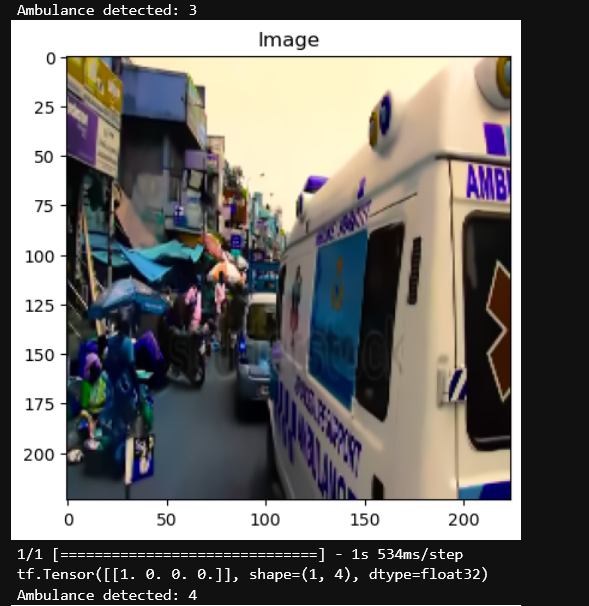 Ambulance detected: 3
Image
0
25
50
75
100
125
150
175
200
AMBU
shutterstock
0 50 100 150 200
1/1 [==============================] - 1s 534ms/step
tf.Tensor([[1. 0. 0. 0.]], shape=(1, 4), dtype=float32)
Ambulance detected: 4